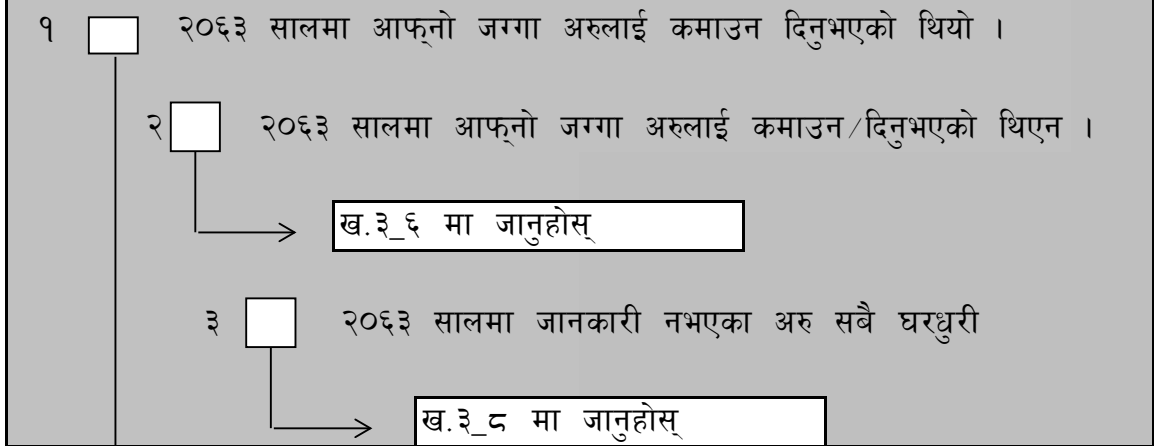 १ २०६३ सालमा आफ्नो जग्गा अरुलाई कमाउन दिनुभएको थियो ।
२ २०६३ सालमा आफ्नो जग्गा अरुलाई कमाउन/दिनुभएको थिएन ।
ख.३_६ मा जानुहोस्
३ २०६३ सालमा जानकारी नभएका अरु सबै घरधुरी
ख.३_८ मा जानुहोस्